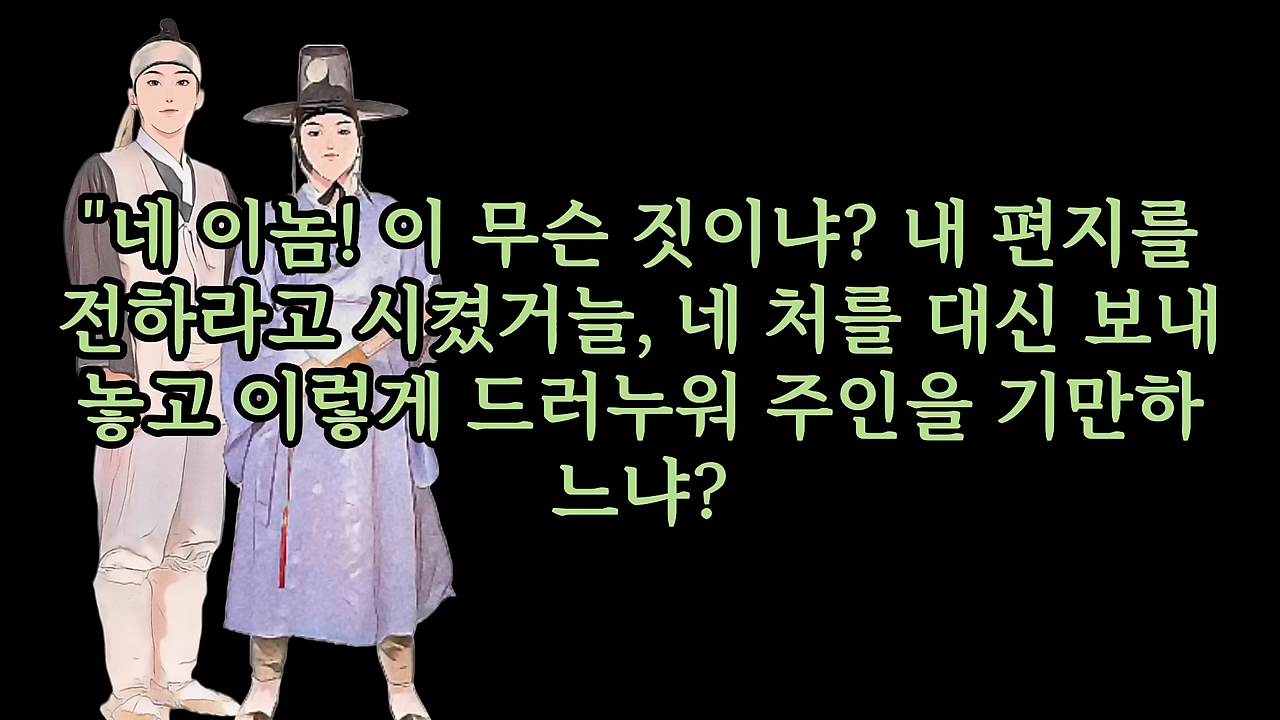 "네 이놈! 이 무슨 짓이냐? 내 편지를
전하라고 시켰거늘, 네 처를 대신 보내
놓고 이렇게 드러누워 주인을 기만하
느냐?